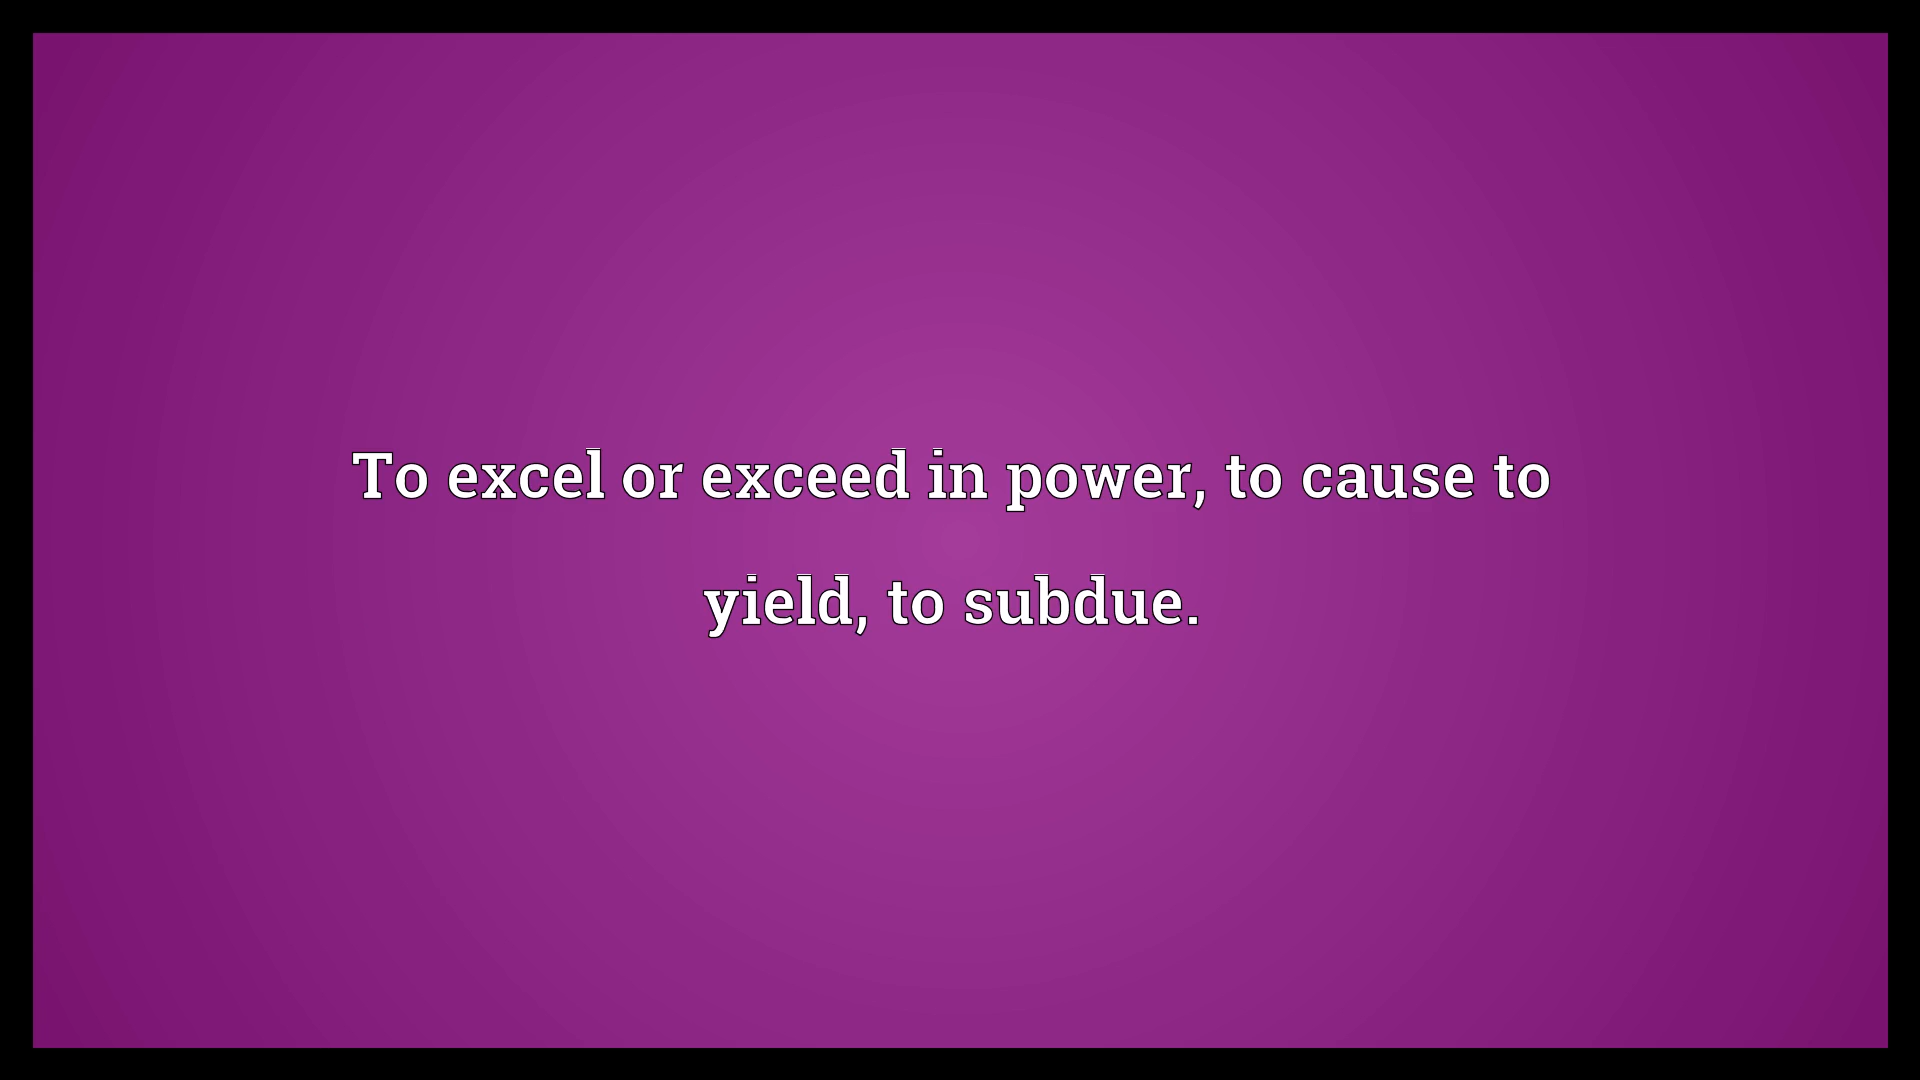 To excel or exceed in power, to cause to
yield, to subdue.